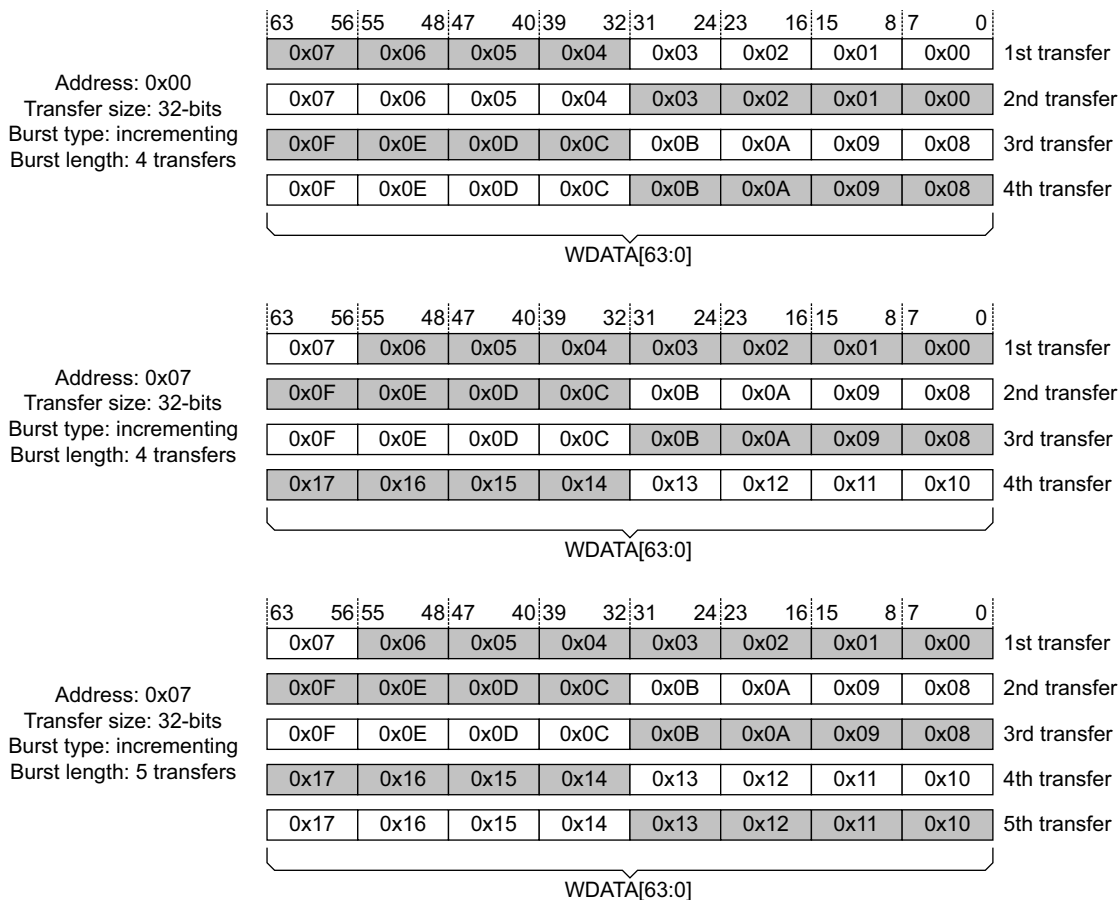 63 56 55 48 47 40 39 32 31 24 23 16 15 8 7 0
0x07 0x06 0x05 0x04 0x03 0x02 0x01 0x00 1st transfer
Address: 0x00
0x07 0x06 0x05 0x04 0x03 0x02 0x01 0x00 2nd transfer
Transfer size: 32-bits
Burst type: incrementing
0x0F 0x0E 0x0D 0x0C 0x0B 0x0A 0x09 0x08 3rd transfer
Burst length: 4 transfers
0x0F 0x0E 0x0D 0x0C 0x0B 0x0A 0x09 0x08 4th transfer
WDATA[63:0]
63 56 55 48 47 40 39 32 31 24 23 16 15 8 7 0
0x07 0x06 0x05 0x04 0x03 0x02 0x01 0x00 1st transfer
Address: 0x07
0x0F 0x0E 0x0D 0x0C 0x0B 0x0A 0x09 0x08 2nd transfer
Transfer size: 32-bits
Burst type: incrementing
0x0F 0x0E 0x0D 0x0C 0x0B 0x0A 0x09 0x08 3rd transfer
Burst length: 4 transfers
0x17 0x16 0x15 0x14 0x13 0x12 0x11 0x10 4th transfer
WDATA[63:0]
63 56 55 48 47 40 39 32 31 24 23 16 15 8 7 0
0x07 0x06 0x05 0x04 0x03 0x02 0x01 0x00 1st transfer
Address: 0x07
0x0F 0x0E 0x0D 0x0C 0x0B 0x0A 0x09 0x08 2nd transfer
Transfer size: 32-bits
Burst type: incrementing
0x0F 0x0E 0x0D 0x0C 0x0B 0x0A 0x09 0x08 3rd transfer
Burst length: 5 transfers
0x17 0x16 0x15 0x14 0x13 0x12 0x11 0x10 4th transfer
0x17 0x16 0x15 0x14 0x13 0x12 0x11 0x10 5th transfer
WDATA[63:0]